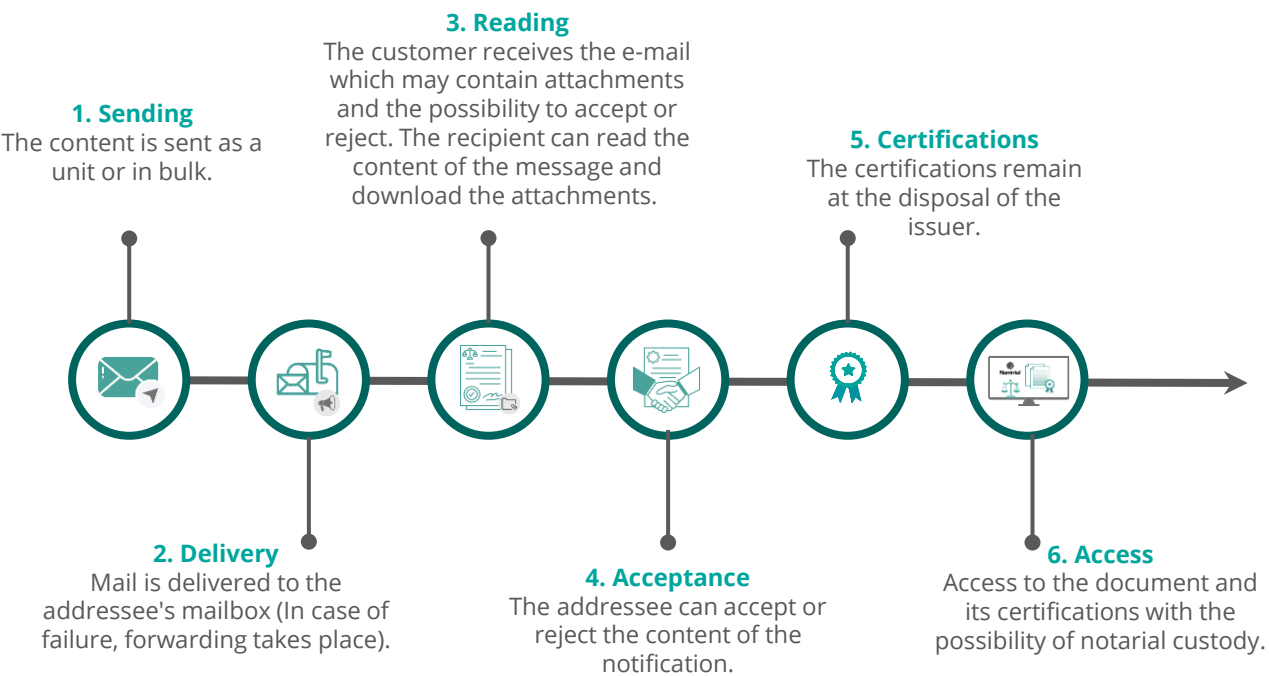 1. Sending
The content is sent as a
unit or in bulk.
2. Delivery
Mail is delivered to the
addressee's mailbox (In case of
failure, forwarding takes place).
3. Reading
The customer receives the e-mail
which may contain attachments
and the possibility to accept or
reject. The recipient can read the
content of the message and
download the attachments.
4. Acceptance
The addressee can accept or
reject the content of the
notification.
5. Certifications
The certifications remain
at the disposal of the
issuer.
Namirial
6. Access
Access to the document and
its certifications with the
possibility of notarial custody.